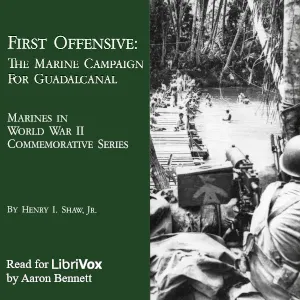 First Offensive:
The Marine Campaign
For Guadalcanal
Marines in
World War II
Commemorative Series
By Henry I. Shaw, Jr.
Read for LibriVox
by Aaron Bennett